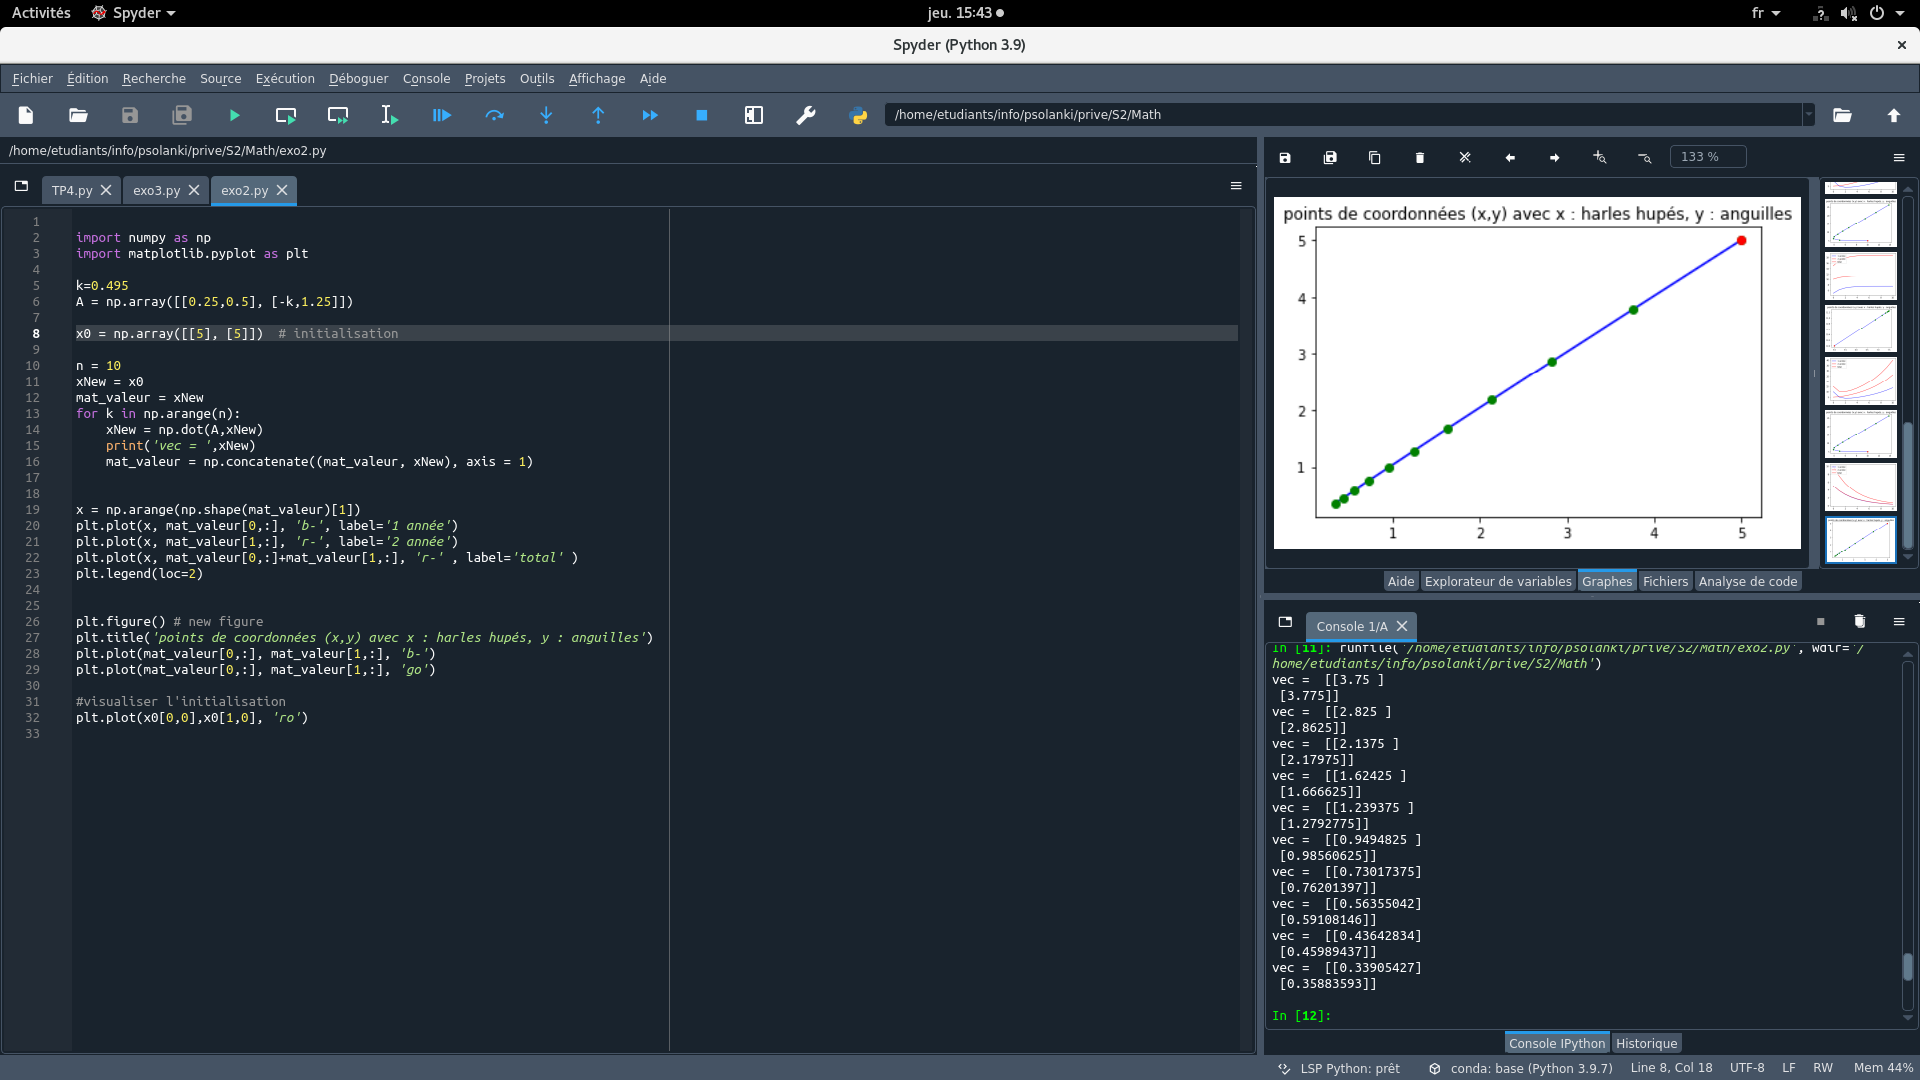 Activités
Spyder
jeu. 15:43
fr
Spyder (Python 3.9)
Fichier Édition Recherche Source Exécution Déboguer Console Projets Outils Affichage Aide
/home/etudiants/info/psolanki/prive/S2/Math
/home/etudiants/info/psolanki/prive/S2/Math/exo2.py
TP4.py exo3.py exo2.py
1
2 import numpy as np
3 import matplotlib.pyplot as plt
4
5 k=0.495
6 A = np.array([[0.25,0.5], [-k,1.25]])
7
8 x0 = np.array([[5], [5]])  # initialisation
9
10 n = 10
11 xNew = x0
12 mat_valeur = xNew
13 for k in np.arange(n):
14     xNew = np.dot(A,xNew)
15     print('vec = ',xNew)
16     mat_valeur = np.concatenate((mat_valeur, xNew), axis = 1)
17
18
19 x = np.arange(np.shape(mat_valeur)[1])
20 plt.plot(x, mat_valeur[0,:], 'b-', label='1 année')
21 plt.plot(x, mat_valeur[1,:], 'r-', label='2 année')
22 plt.plot(x, mat_valeur[0,:]+mat_valeur[1,:], 'r-' , label='total' )
23 plt.legend(loc=2)
24
25
26 plt.figure() # new figure
27 plt.title('points de coordonnées (x,y) avec x : harles hupés, y : anguilles')
28 plt.plot(mat_valeur[0,:], mat_valeur[1,:], 'b-')
29 plt.plot(mat_valeur[0,:], mat_valeur[1,:], 'go')
30
31 #visualiser l'initialisation
32 plt.plot(x0[0,0],x0[1,0], 'ro')
33
133 %
points de coordonnées (x,y) avec x : harles hupés, y : anguilles
5
4
3
2
1
1 2 3 4 5
Aide Explorateur de variables Graphes Fichiers Analyse de code
Console 1/A
In [11]: runfile('/home/etudiants/info/psolanki/prive/S2/Math/exo2.py', wdir='/
home/etudiants/info/psolanki/prive/S2/Math')
vec =  [[3.75 ]
 [3.775]]
vec =  [[2.825 ]
 [2.8625]]
vec =  [[2.1375 ]
 [2.17975]]
vec =  [[1.62425 ]
 [1.666625]]
vec =  [[1.239375 ]
 [1.2792775]]
vec =  [[0.9494825 ]
 [0.98560625]]
vec =  [[0.73017375]
 [0.76201397]]
vec =  [[0.56355042]
 [0.59108146]]
vec =  [[0.43642834]
 [0.45989437]]
vec =  [[0.33905427]
 [0.35883593]]
In [12]:
Console IPython Historique
LSP Python: prêt conda: base (Python 3.9.7) Line 8, Col 18 UTF-8 LF RW Mem 44%